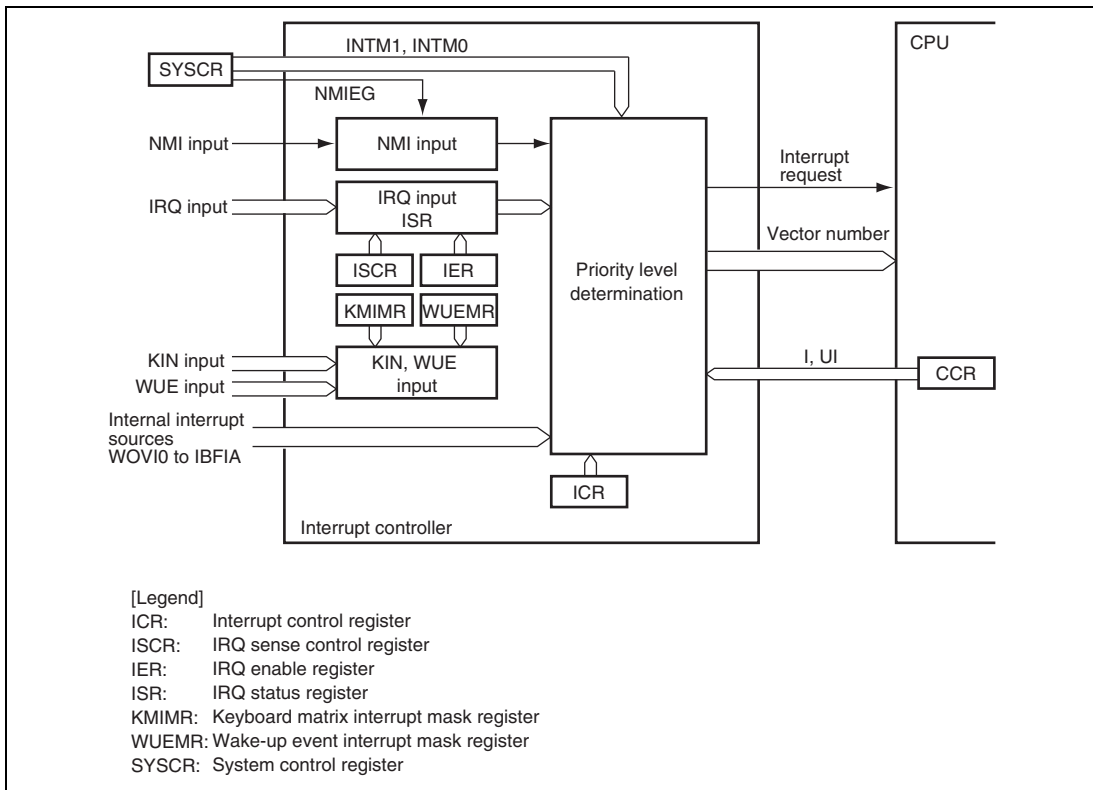 INTM1, INTM0
CPU
SYSCR
NMIEG
NMI input
NMI input
Interrupt
request
IRQ input
IRQ input
ISR
Vector number
ISCR
IER
Priority level
determination
KMIMR
WUEMR
KIN input
WUE input
KIN, WUE
input
I, UI
CCR
Internal interrupt
sources
WOVI0 to IBFIA
ICR
Interrupt controller
[Legend]
ICR: Interrupt control register
ISCR: IRQ sense control register
IER: IRQ enable register
ISR: IRQ status register
KMIMR: Keyboard matrix interrupt mask register
WUEMR: Wake-up event interrupt mask register
SYSCR: System control register